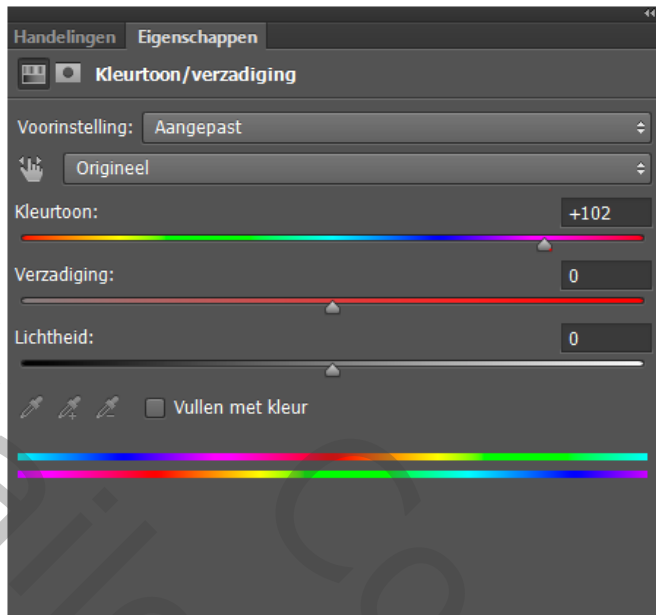 Handelingen Eigenschappen
Kleurtoon/verzadiging
Voorinstelling: Aangepast
Origineel
Kleurtoon: +102
Verzadiging: 0
Lichtheid: 0
Vullen met kleur